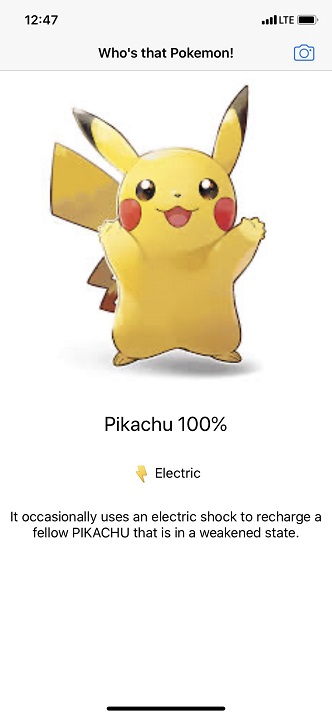 12:47
LTE
Who's that Pokemon!
Pikachu 100%
Electric
It occasionally uses an electric shock to recharge a
fellow PIKACHU that is in a weakened state.